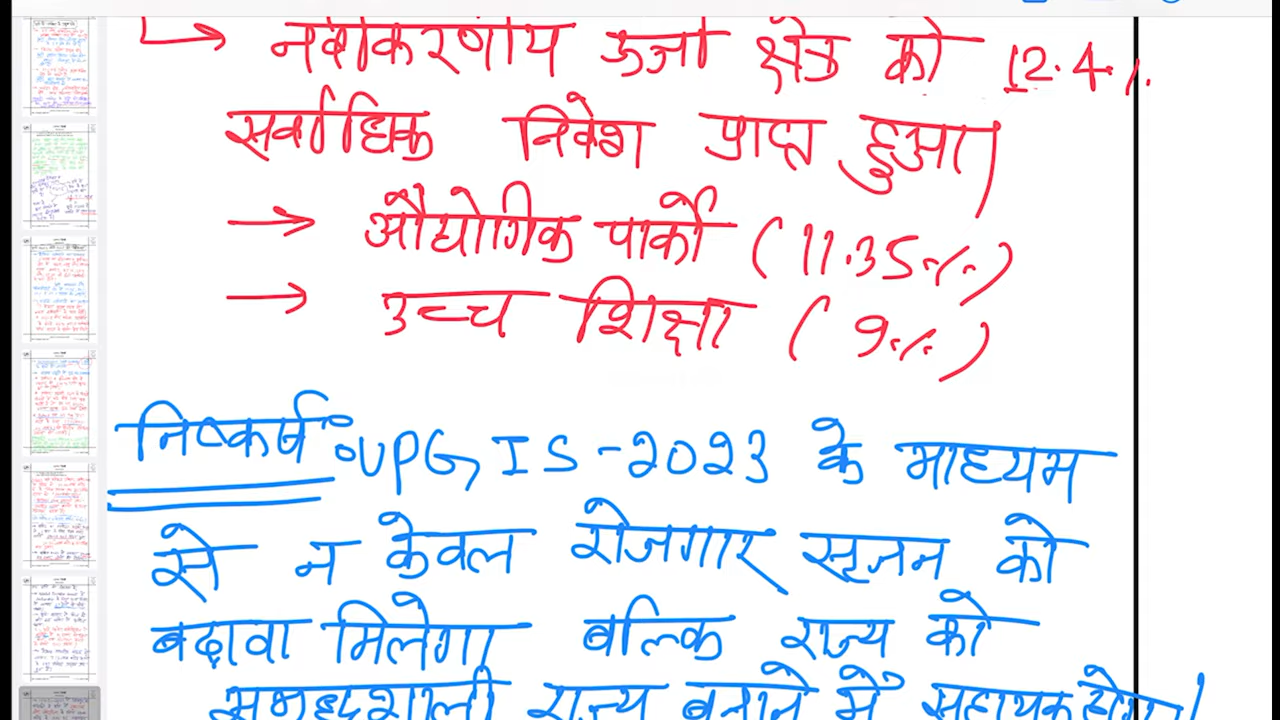 ↳ नवीकरणीय ऊर्जा क्षेत्र को 12.4%
सर्वाधिक निवेश प्राप्त हुआ।
→ औद्योगिक पार्कों (11.35%)
→ उच्च शिक्षा (9%)
निष्कर्ष :- UPGIS-2023 के माध्यम
से न केवल रोजगार सृजन को
बढ़ावा मिलेगा बल्कि राज्य को
समृद्धशाली राज्य बनाने में सहायक होगा।